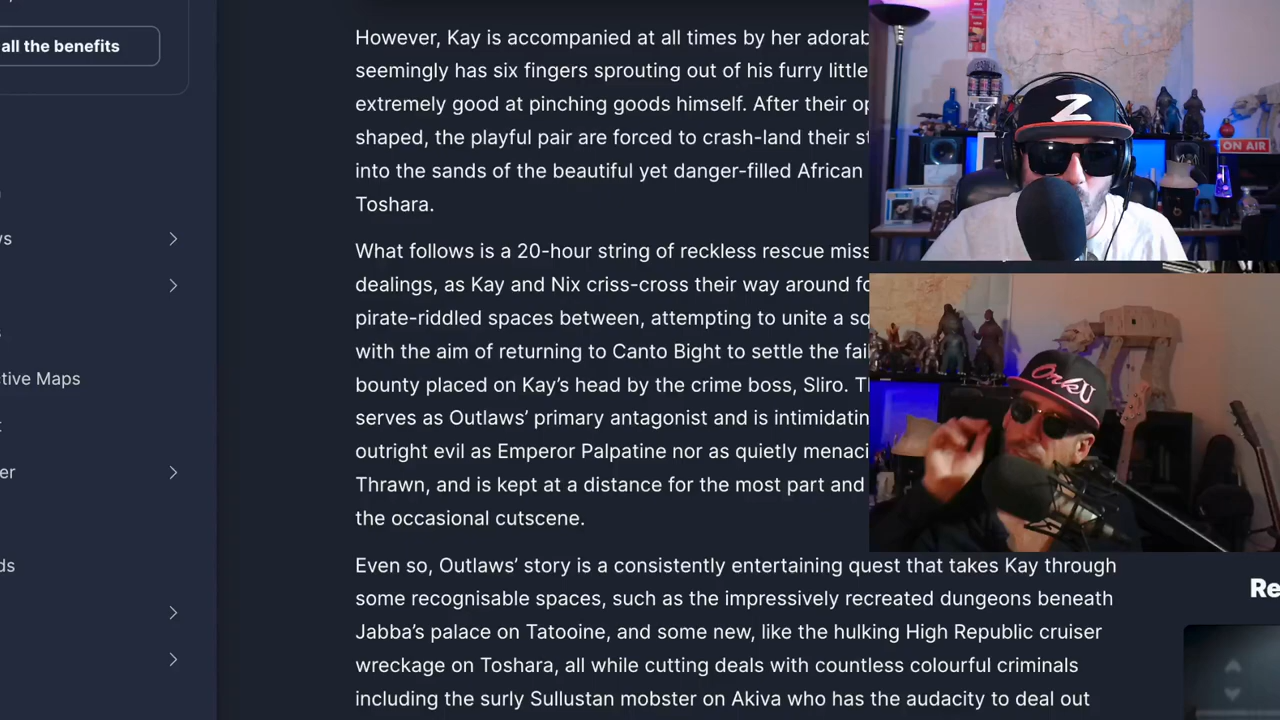 all the benefits
However, Kay is accompanied at all times by her adorab
seemingly has six fingers sprouting out of his furry little
extremely good at pinching goods himself. After their op
shaped, the playful pair are forced to crash-land their st
into the sands of the beautiful yet danger-filled African
Toshara.
What follows is a 20-hour string of reckless rescue miss
dealings, as Kay and Nix criss-cross their way around fo
pirate-riddled spaces between, attempting to unite a sq
with the aim of returning to Canto Bight to settle the fai
bounty placed on Kay’s head by the crime boss, Sliro. Th
serves as Outlaws’ primary antagonist and is intimidatin
outright evil as Emperor Palpatine nor as quietly menaci
Thrawn, and is kept at a distance for the most part and
the occasional cutscene.
Even so, Outlaws’ story is a consistently entertaining quest that takes Kay through
some recognisable spaces, such as the impressively recreated dungeons beneath
Jabba’s palace on Tatooine, and some new, like the hulking High Republic cruiser
wreckage on Toshara, all while cutting deals with countless colourful criminals
including the surly Sullustan mobster on Akiva who has the audacity to deal out
ws
ctive Maps
t
er
ds
Z
ON AIR
OnkU
Re